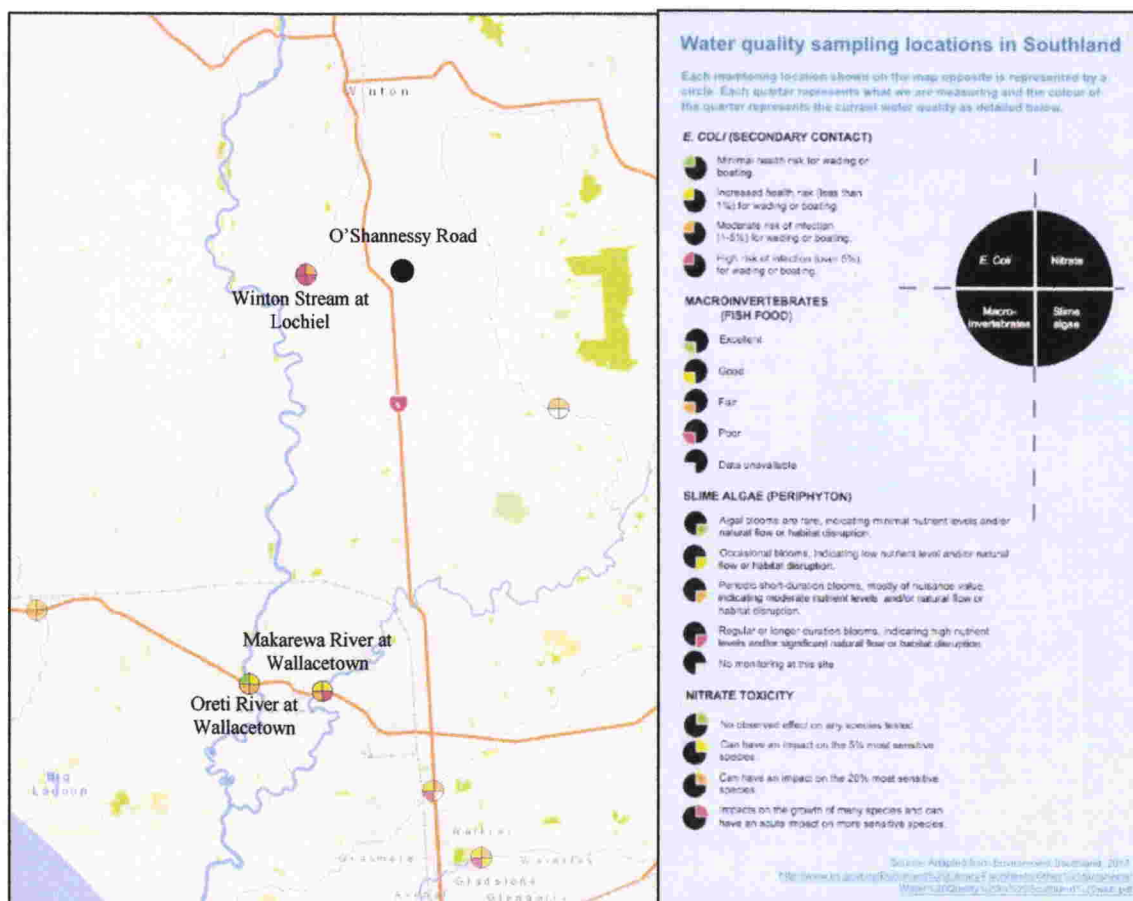 Winton
O'Shannessy Road
Winton Stream at
Lochiel
6
Makarewa River at
Wallacetown
Oreti River at
Wallacetown
Big
Lagoon
Grasmere
Waverley
Gladstone
Glengarry
Water quality sampling locations in Southland
Each monitoring location shown on the map opposite is represented by a
circle. Each quarter represents what we are measuring and the colour of
the quarter represents the current water quality as detailed below.
E. COLI (SECONDARY CONTACT)
Minimal health risk for wading or
boating.
Increased health risk (less than
1%) for wading or boating.
Moderate risk of infection
(1-5%) for wading or boating.
High risk of infection (over 5%)
for wading or boating.
E. Coli
Nitrate
Macro-
invertebrates
Slime
algae
MACROINVERTEBRATES
(FISH FOOD)
Excellent
Good
Fair
Poor
Data unavailable
SLIME ALGAE (PERIPHYTON)
Algal blooms are rare, indicating minimal nutrient levels and/or
natural flow or habitat disruption.
Occasional blooms, indicating low nutrient level and/or natural
flow or habitat disruption.
Periodic short-duration blooms, mostly of nuisance value,
indicating moderate nutrient levels and/or natural flow or
habitat disruption.
Regular or longer duration blooms, indicating high nutrient
levels and/or significant natural flow or habitat disruption
No monitoring at this site
NITRATE TOXICITY
No observed effect on any species tested
Can have an impact on the 5% most sensitive
species
Can have an impact on the 20% most sensitive
species
Impacts on the growth of many species and can
have an acute impact on more sensitive species.
Source: Adapted from Environment Southland, 2017